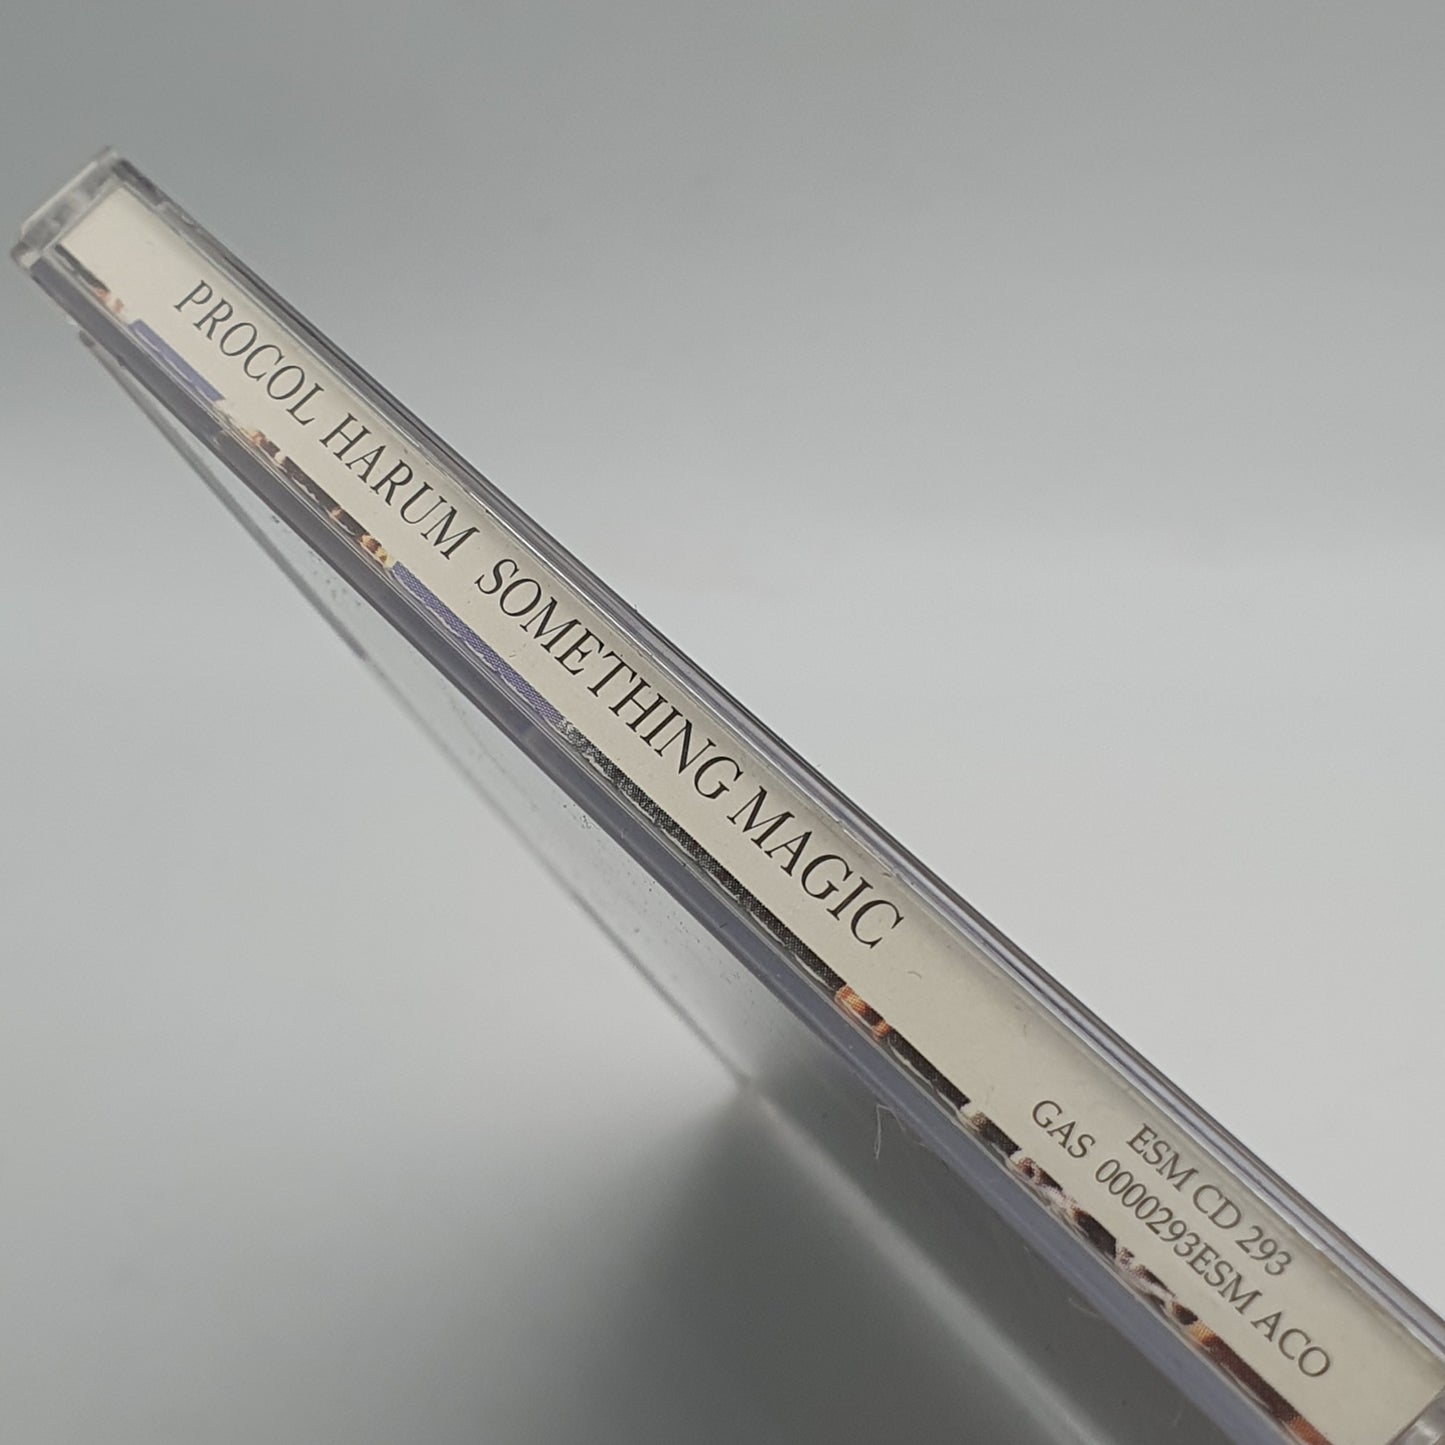 PROCOL HARUM SOMETHING MAGIC
ESM CD 293
GAS 0000293ESM ACO